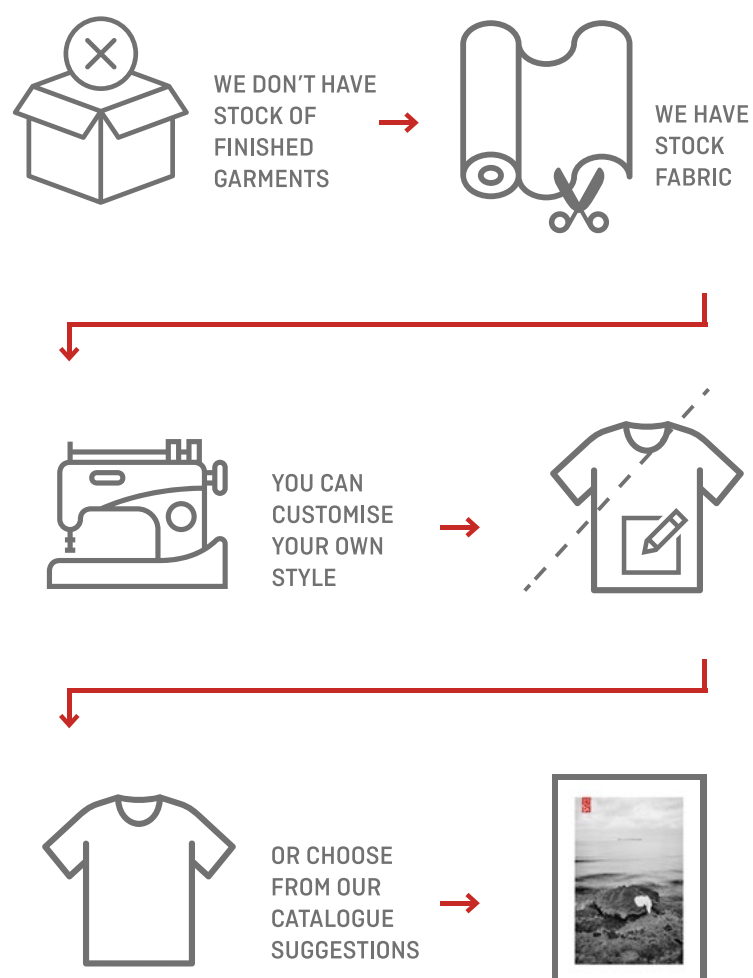 WE DON'T HAVE
STOCK OF
FINISHED
GARMENTS
WE HAVE
STOCK
FABRIC
YOU CAN
CUSTOMISE
YOUR OWN
STYLE
OR CHOOSE
FROM OUR
CATALOGUE
SUGGESTIONS